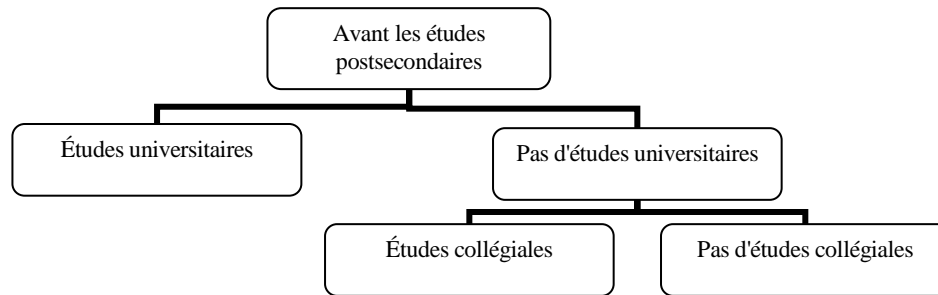 Avant les études
postsecondaires
Études universitaires
Pas d'études universitaires
Études collégiales
Pas d'études collégiales